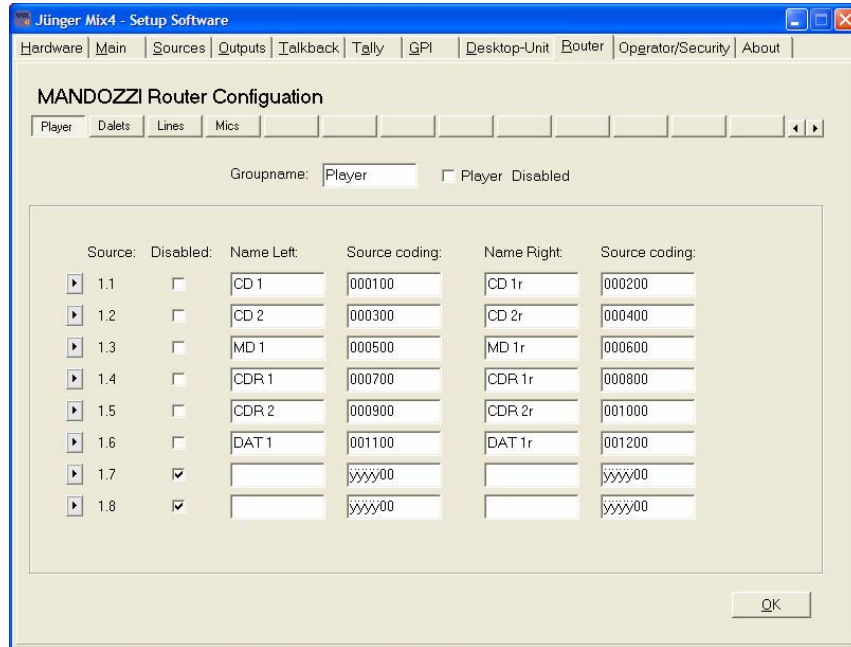 Jünger Mix4 - Setup Software
Hardware Main Sources Outputs Talkback Tally GPI Desktop-Unit Router Operator/Security About
MANDOZZI Router Configuation
Player Dalets Lines Mics
Groupname: Player Player Disabled
Source: Disabled: Name Left: Source coding: Name Right: Source coding:
1.1 CD 1 000100 CD 1r 000200
1.2 CD 2 000300 CD 2r 000400
1.3 MD 1 000500 MD 1r 000600
1.4 CDR 1 000700 CDR 1r 000800
1.5 CDR 2 000900 CDR 2r 001000
1.6 DAT 1 001100 DAT 1r 001200
1.7 ÿÿÿÿ00 ÿÿÿÿ00
1.8 ÿÿÿÿ00 ÿÿÿÿ00
OK